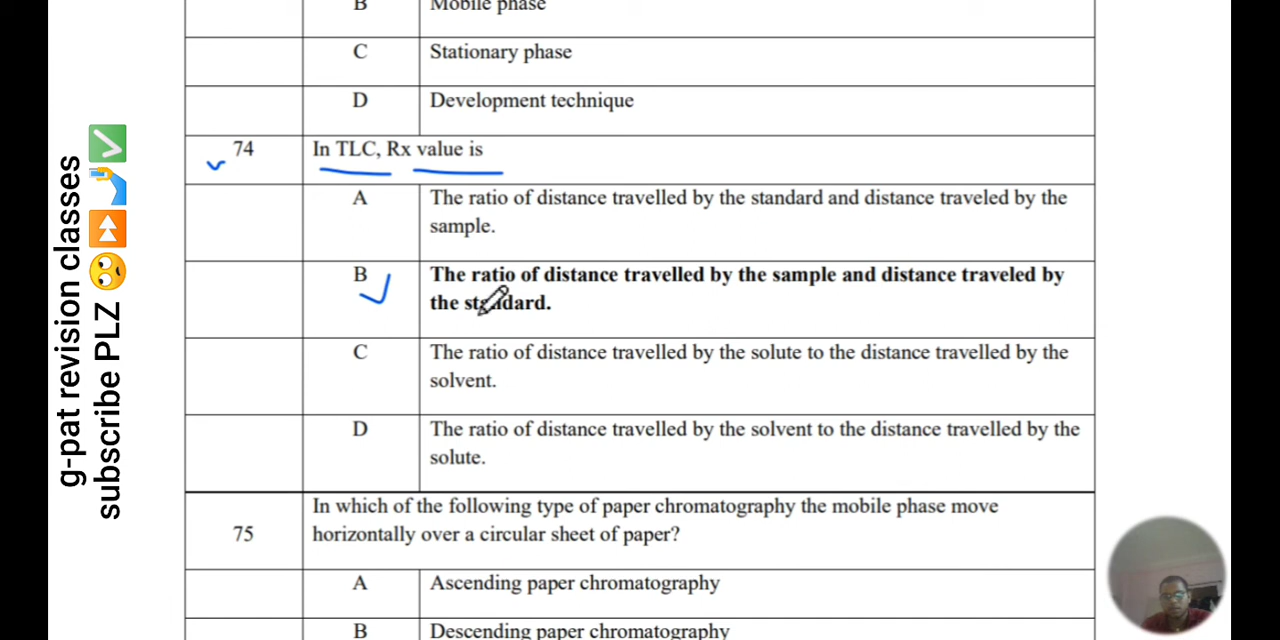 B Mobile phase
C Stationary phase
D Development technique
74 In TLC, Rx value is
A The ratio of distance travelled by the standard and distance traveled by the
sample.
B The ratio of distance travelled by the sample and distance traveled by
the standard.
C The ratio of distance travelled by the solute to the distance travelled by the
solvent.
D The ratio of distance travelled by the solvent to the distance travelled by the
solute.
In which of the following type of paper chromatography the mobile phase move
75 horizontally over a circular sheet of paper?
A Ascending paper chromatography
B Descending paper chromatography
g-pat revision classes
subscribe PLZ